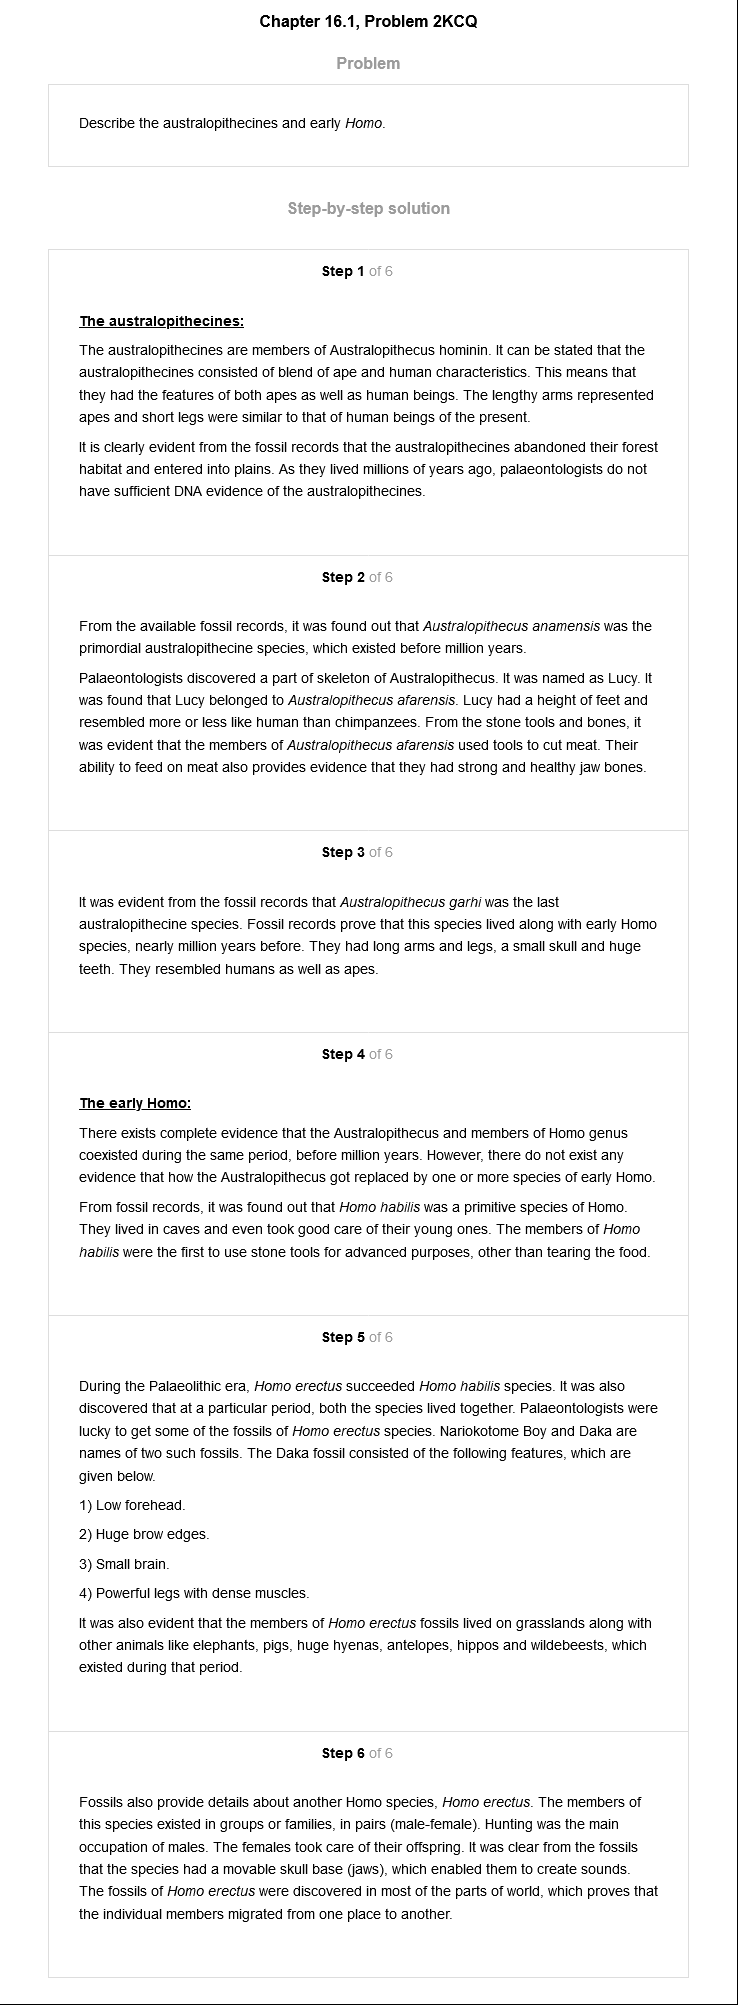 Chapter 16.1, Problem 2KCQ
Problem
Describe the australopithecines and early Homo.
Step-by-step solution
Step 1 of 6
The australopithecines:
The australopithecines are members of Australopithecus hominin. It can be stated that the
australopithecines consisted of blend of ape and human characteristics. This means that
they had the features of both apes as well as human beings. The lengthy arms represented
apes and short legs were similar to that of human beings of the present.
It is clearly evident from the fossil records that the australopithecines abandoned their forest
habitat and entered into plains. As they lived millions of years ago, palaeontologists do not
have sufficient DNA evidence of the australopithecines.
Step 2 of 6
From the available fossil records, it was found out that Australopithecus anamensis was the
primordial australopithecine species, which existed before million years.
Palaeontologists discovered a part of skeleton of Australopithecus. It was named as Lucy. It
was found that Lucy belonged to Australopithecus afarensis. Lucy had a height of feet and
resembled more or less like human than chimpanzees. From the stone tools and bones, it
was evident that the members of Australopithecus afarensis used tools to cut meat. Their
ability to feed on meat also provides evidence that they had strong and healthy jaw bones.
Step 3 of 6
It was evident from the fossil records that Australopithecus garhi was the last
australopithecine species. Fossil records prove that this species lived along with early Homo
species, nearly million years before. They had long arms and legs, a small skull and huge
teeth. They resembled humans as well as apes.
Step 4 of 6
The early Homo:
There exists complete evidence that the Australopithecus and members of Homo genus
coexisted during the same period, before million years. However, there do not exist any
evidence that how the Australopithecus got replaced by one or more species of early Homo.
From fossil records, it was found out that Homo habilis was a primitive species of Homo.
They lived in caves and even took good care of their young ones. The members of Homo
habilis were the first to use stone tools for advanced purposes, other than tearing the food.
Step 5 of 6
During the Palaeolithic era, Homo erectus succeeded Homo habilis species. It was also
discovered that at a particular period, both the species lived together. Palaeontologists were
lucky to get some of the fossils of Homo erectus species. Nariokotome Boy and Daka are
names of two such fossils. The Daka fossil consisted of the following features, which are
given below.
1) Low forehead.
2) Huge brow edges.
3) Small brain.
4) Powerful legs with dense muscles.
It was also evident that the members of Homo erectus fossils lived on grasslands along with
other animals like elephants, pigs, huge hyenas, antelopes, hippos and wildebeests, which
existed during that period.
Step 6 of 6
Fossils also provide details about another Homo species, Homo erectus. The members of
this species existed in groups or families, in pairs (male-female). Hunting was the main
occupation of males. The females took care of their offspring. It was clear from the fossils
that the species had a movable skull base (jaws), which enabled them to create sounds.
The fossils of Homo erectus were discovered in most of the parts of world, which proves that
the individual members migrated from one place to another.